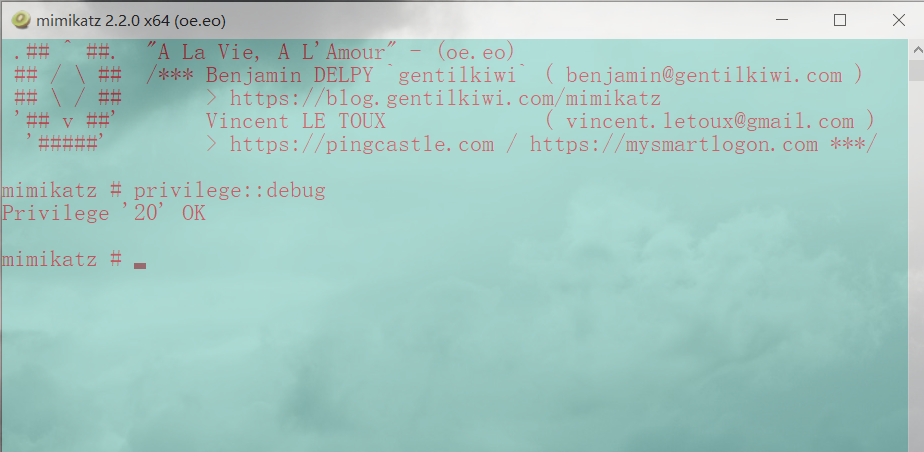 mimikatz 2.2.0 x64 (oe.eo)
.## ^ ##.  "A La Vie, A L'Amour" - (oe.eo)
## / \ ##  /*** Benjamin DELPY `gentilkiwi` ( benjamin@gentilkiwi.com )
## \ / ##       > https://blog.gentilkiwi.com/mimikatz
'## v ##'       Vincent LE TOUX             ( vincent.letoux@gmail.com )
'#####'        > https://pingcastle.com / https://mysmartlogon.com ***/
mimikatz # privilege::debug
Privilege '20' OK
mimikatz #